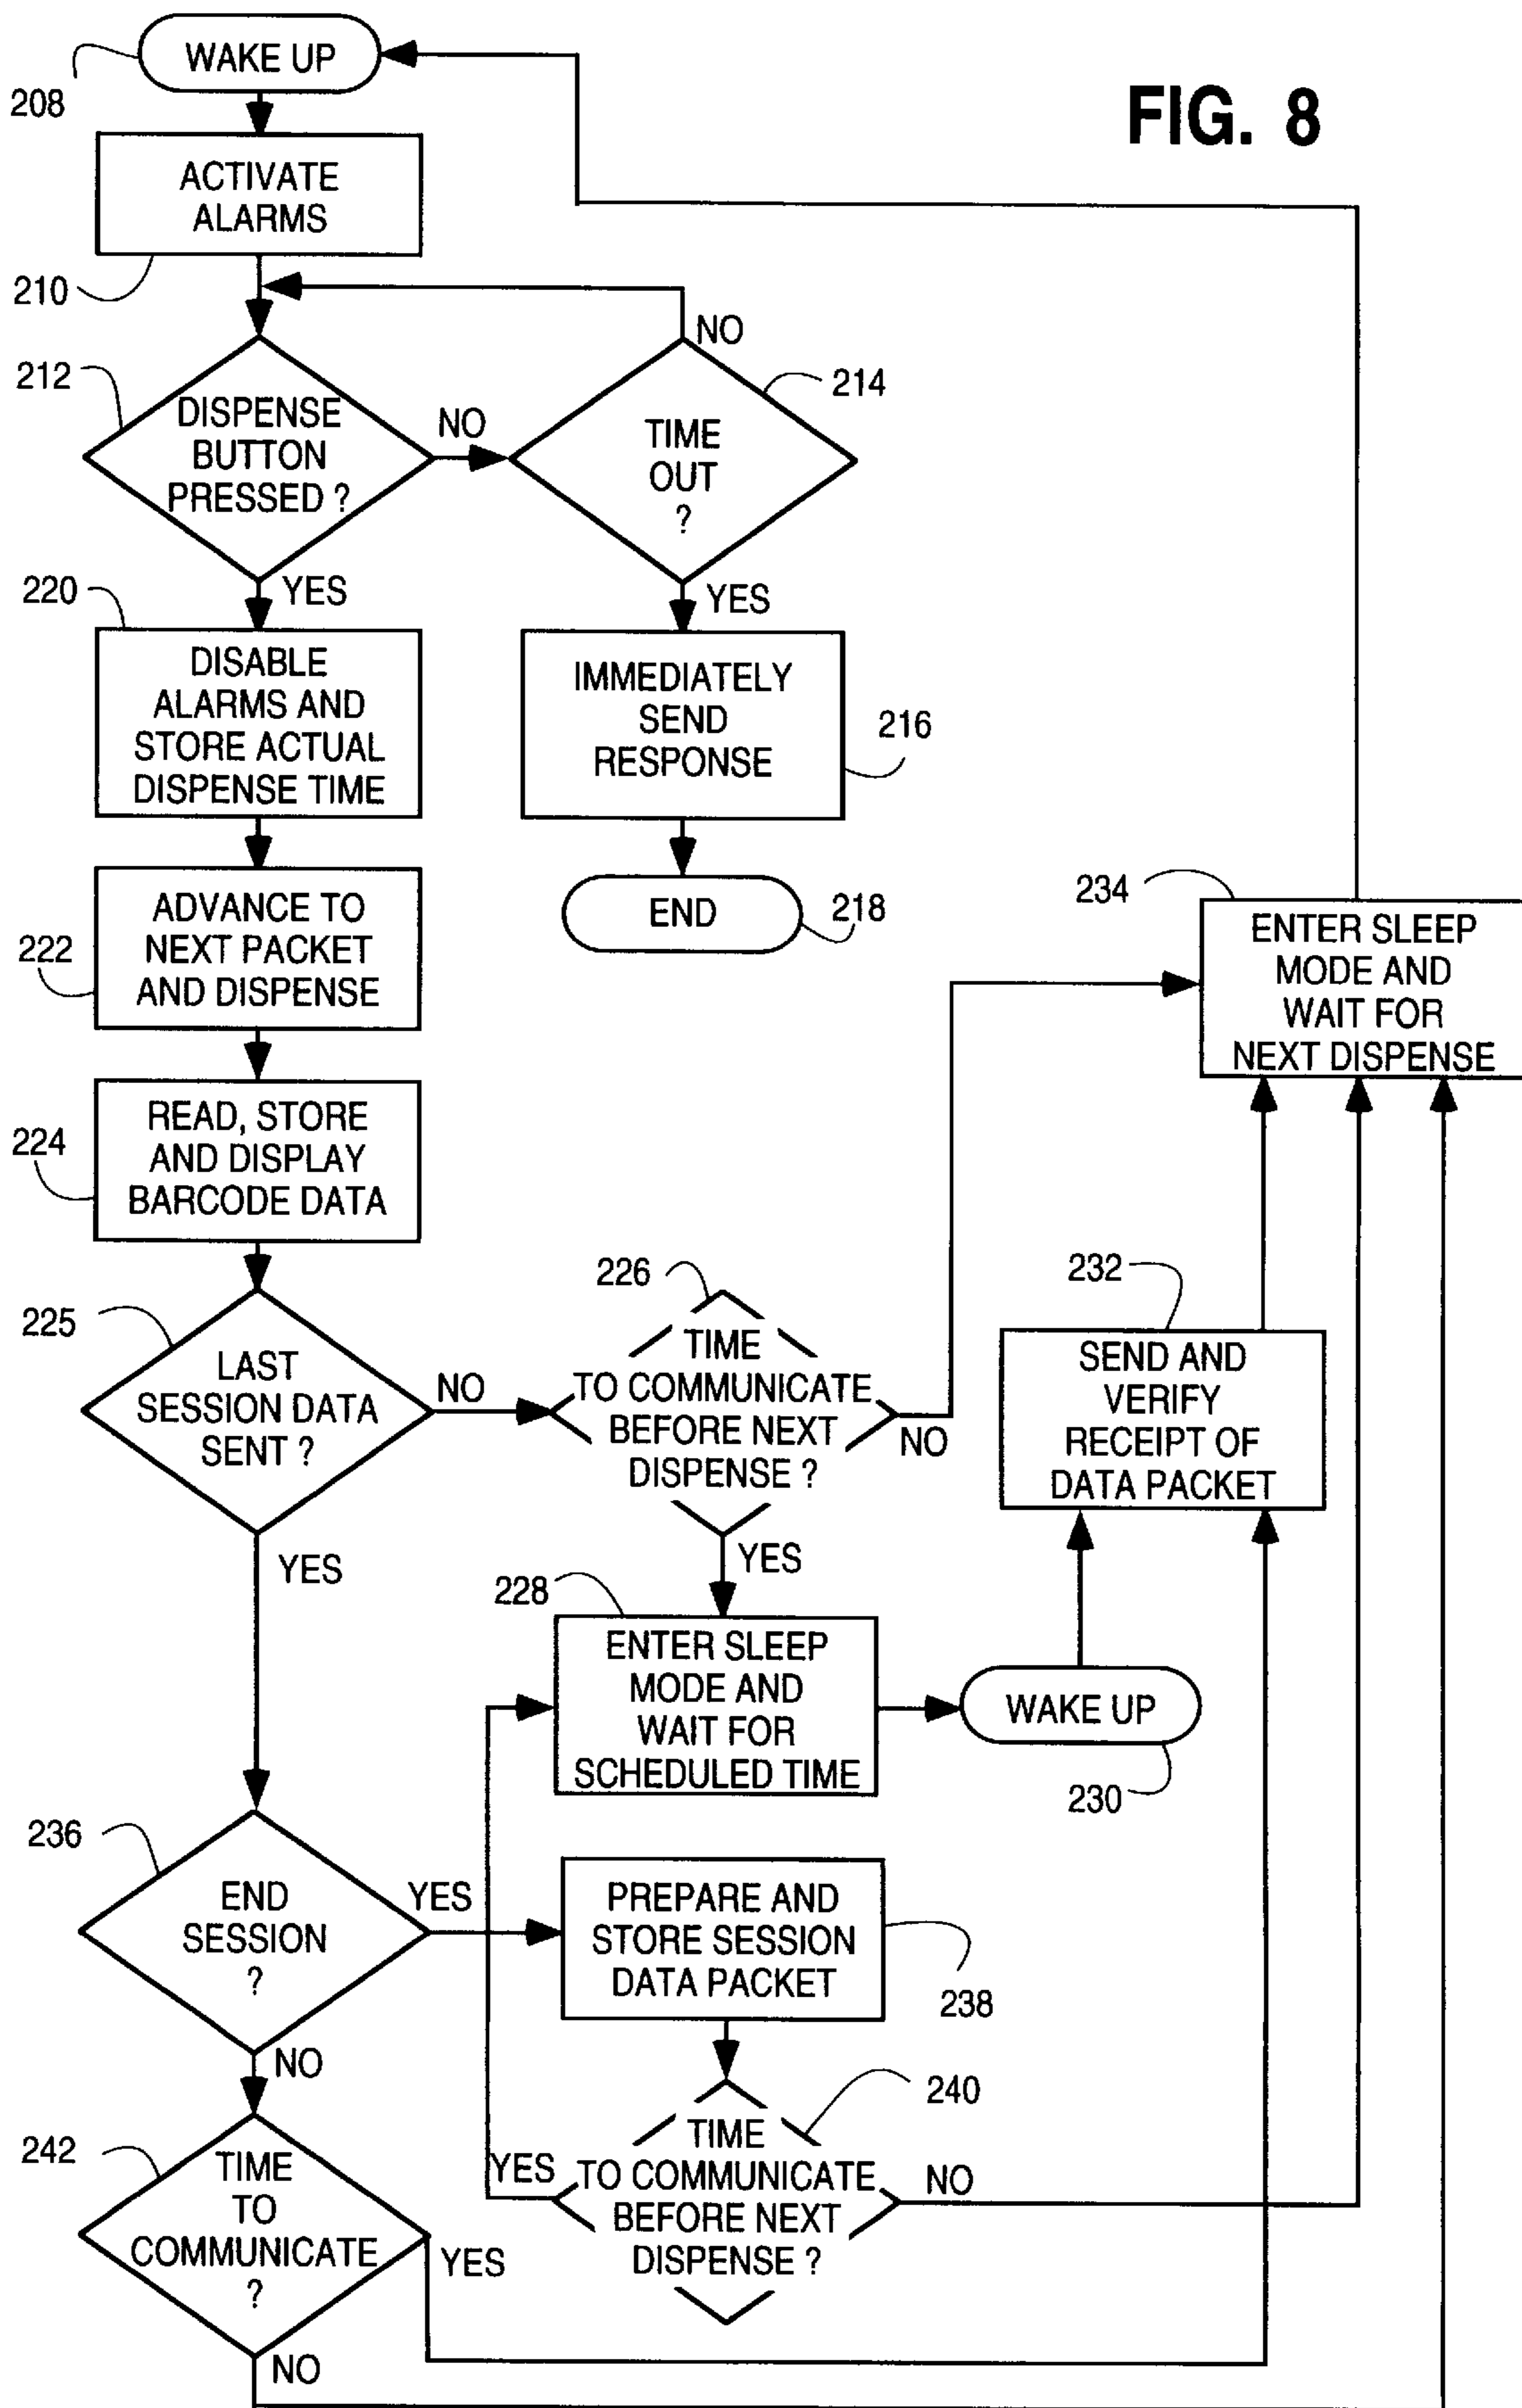 FIG. 8
WAKE UP
208
ACTIVATE
ALARMS
210
212
DISPENSE
BUTTON
PRESSED ?
NO
NO
214
TIME
OUT
?
YES
YES
220
DISABLE
ALARMS AND
STORE ACTUAL
DISPENSE TIME
IMMEDIATELY
SEND
RESPONSE
216
END
218
222
ADVANCE TO
NEXT PACKET
AND DISPENSE
234
ENTER SLEEP
MODE AND
WAIT FOR
NEXT DISPENSE
224
READ, STORE
AND DISPLAY
BARCODE DATA
225
LAST
SESSION DATA
SENT ?
NO
YES
226
TIME
TO COMMUNICATE
BEFORE NEXT
DISPENSE ?
NO
YES
232
SEND AND
VERIFY
RECEIPT OF
DATA PACKET
228
ENTER SLEEP
MODE AND
WAIT FOR
SCHEDULED TIME
WAKE UP
230
236
END
SESSION
?
YES
NO
PREPARE AND
STORE SESSION
DATA PACKET
238
240
TIME
TO COMMUNICATE
BEFORE NEXT
DISPENSE ?
YES
NO
242
TIME
TO
COMMUNICATE
?
YES
NO